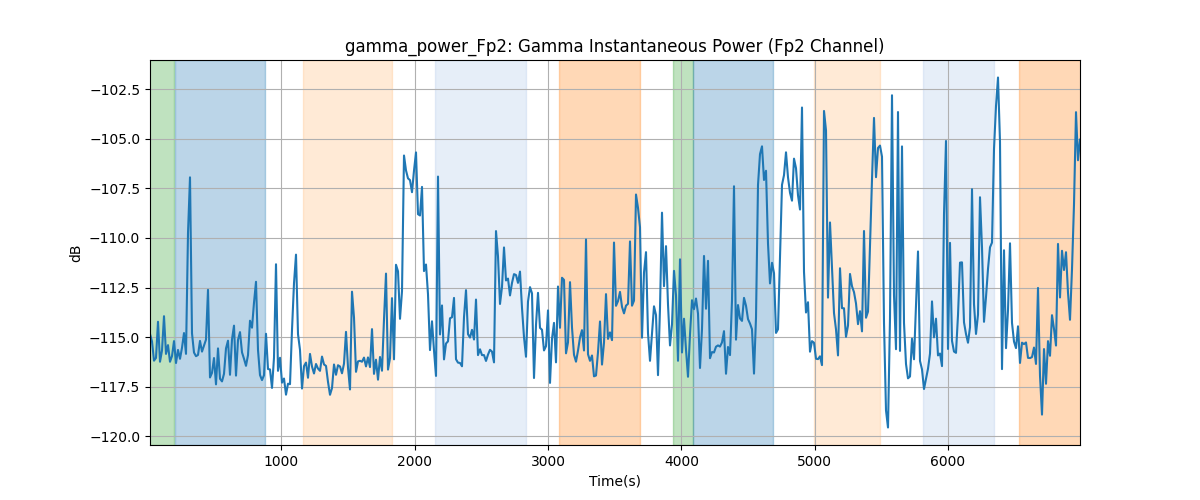 gamma_power_Fp2: Gamma Instantaneous Power (Fp2 Channel)
−102.5
−105.0
−107.5
−110.0
−112.5
−115.0
−117.5
−120.0
dB
1000 2000 3000 4000 5000 6000
Time(s)